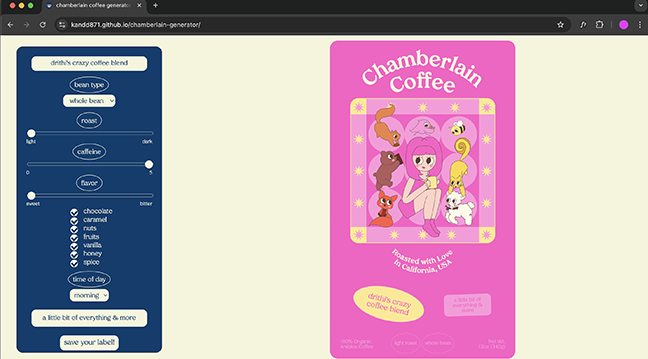 chamberlain coffee generator
kandd871.github.io/chamberlain-generator/
drithi's crazy coffee blend
bean type
whole bean
roast
light
dark
caffeine
0
5
flavor
sweet
bitter
chocolate
caramel
nuts
fruits
vanilla
honey
spice
time of day
morning
a little bit of everything & more
save your label!
Chamberlain
Coffee
Roasted with Love
In California, USA
drithi's crazy
coffee blend
a little bit of
everything &
more
100% Organic
Arabica Coffee
light roast
whole bean
Net Wt.
12oz (340g)